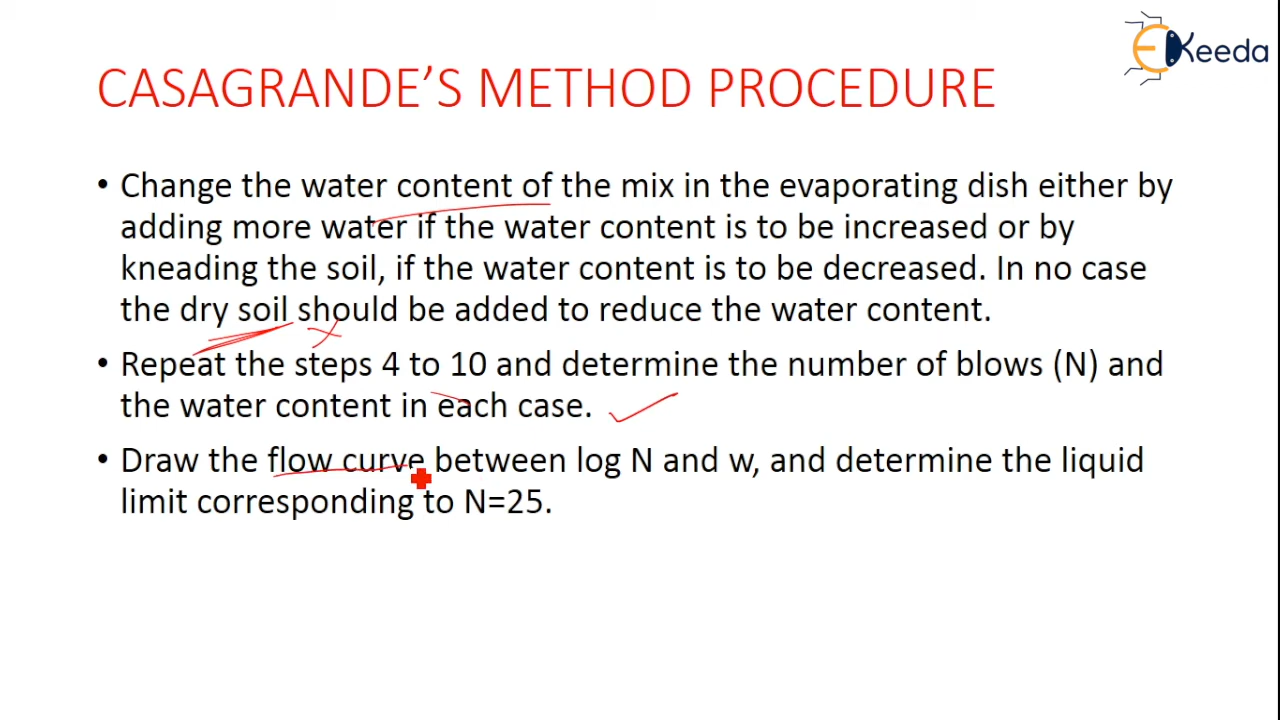 EKeeda
CASAGRANDE’S METHOD PROCEDURE
• Change the water content of the mix in the evaporating dish either by
adding more water if the water content is to be increased or by
kneading the soil, if the water content is to be decreased. In no case
the dry soil should be added to reduce the water content.
• Repeat the steps 4 to 10 and determine the number of blows (N) and
the water content in each case.
• Draw the flow curve between log N and w, and determine the liquid
limit corresponding to N=25.